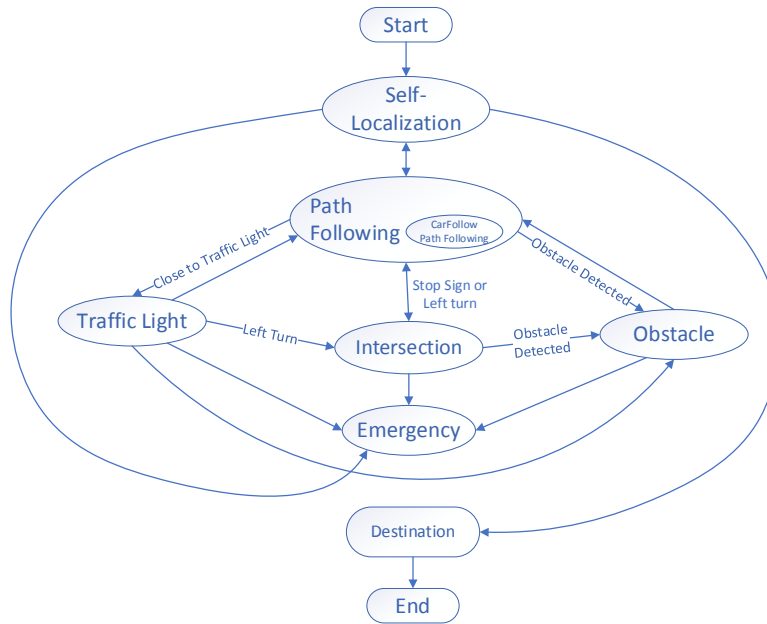 Start
Self-
Localization
Path
Following
CarFollow
Path Following
Close to Traffic Light
Obstacle Detected
Stop Sign or
Left turn
Traffic Light
Left Turn
Intersection
Obstacle
Detected
Obstacle
Emergency
Destination
End